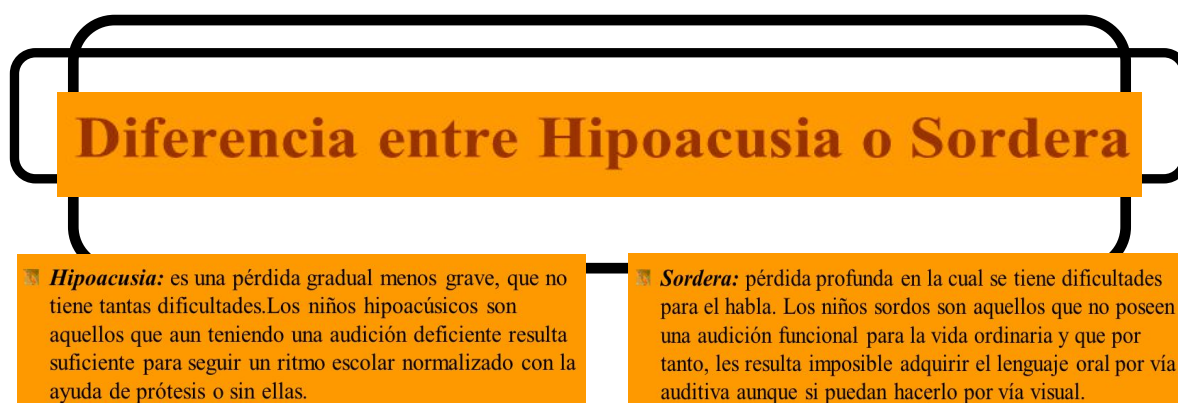 Diferencia entre Hipoacusia o Sordera
Hipoacusia: es una pérdida gradual menos grave, que no
tiene tantas dificultades.Los niños hipoacúsicos son
aquellos que aun teniendo una audición deficiente resulta
suficiente para seguir un ritmo escolar normalizado con la
ayuda de prótesis o sin ellas.
Sordera: pérdida profunda en la cual se tiene dificultades
para el habla. Los niños sordos son aquellos que no poseen
una audición funcional para la vida ordinaria y que por
tanto, les resulta imposible adquirir el lenguaje oral por vía
auditiva aunque si puedan hacerlo por vía visual.